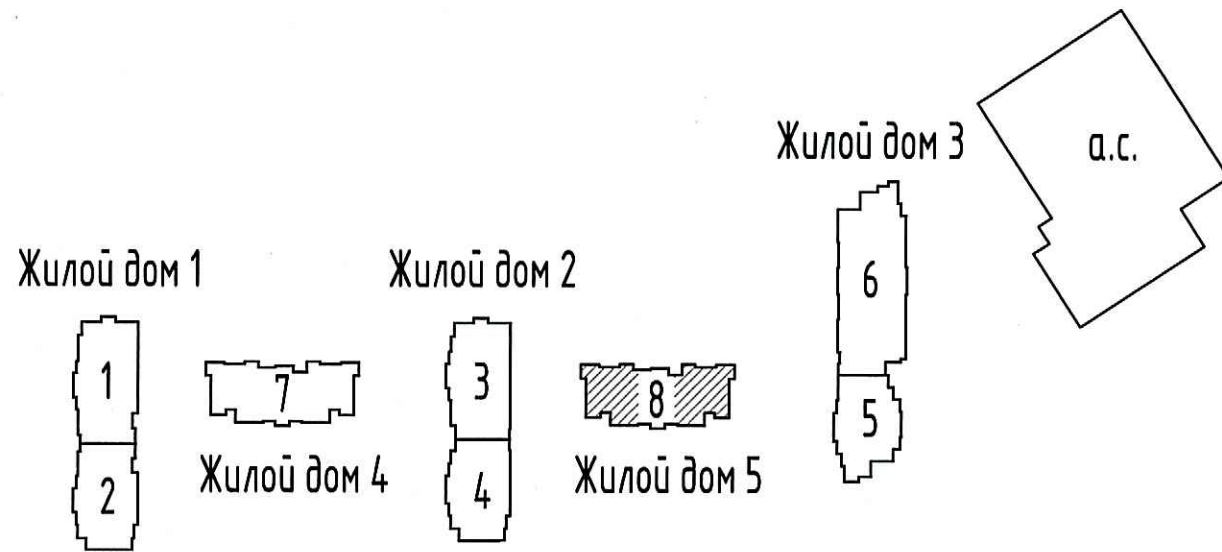 Жилой дом 3
а.с.
6
5
Жилой дом 1
1
2
7
Жилой дом 4
Жилой дом 2
3
4
8
Жилой дом 5